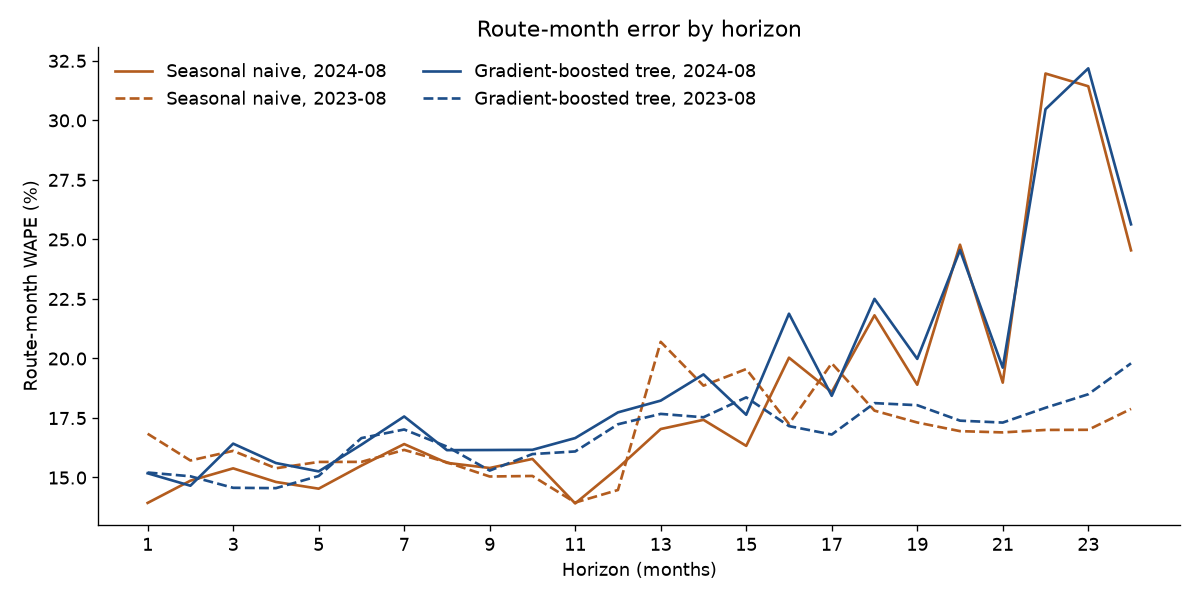 Route-month error by horizon
Seasonal naive, 2024-08
Seasonal naive, 2023-08
Gradient-boosted tree, 2024-08
Gradient-boosted tree, 2023-08
Route-month WAPE (%)
32.5
30.0
27.5
25.0
22.5
20.0
17.5
15.0
1 3 5 7 9 11 13 15 17 19 21 23
Horizon (months)